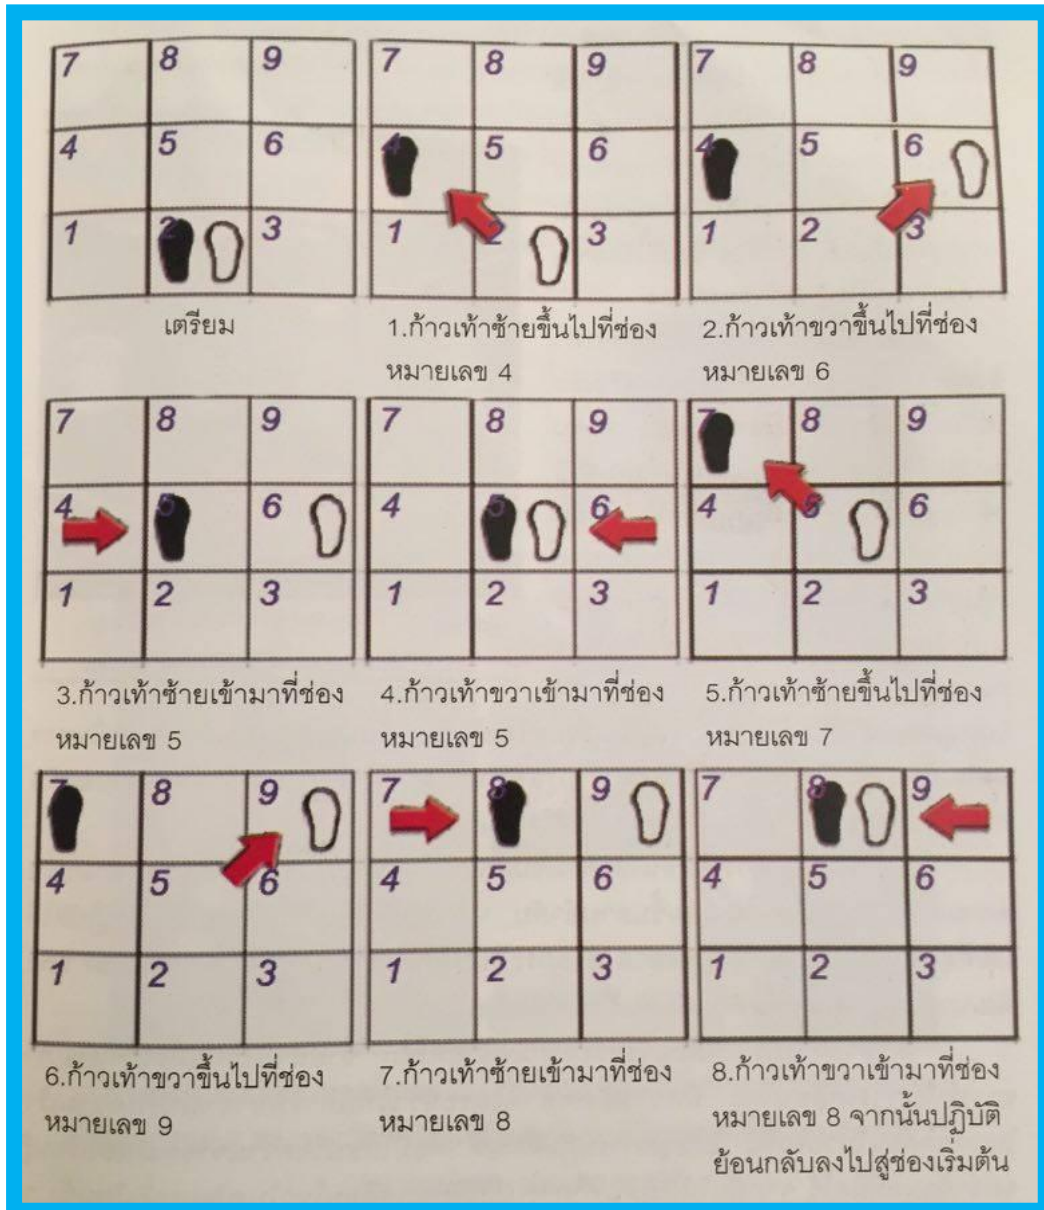 7 8 9
4 5 6
1 2 3
เตรียม
7 8 9
4 5 6
1 2 3
1.ก้าวเท้าซ้ายขึ้นไปที่ช่อง
หมายเลข 4
7 8 9
4 5 6
1 2 3
2.ก้าวเท้าขวาขึ้นไปที่ช่อง
หมายเลข 6
7 8 9
4 5 6
1 2 3
3.ก้าวเท้าซ้ายเข้ามาที่ช่อง
หมายเลข 5
7 8 9
4 5 6
1 2 3
4.ก้าวเท้าขวาเข้ามาที่ช่อง
หมายเลข 5
7 8 9
4 5 6
1 2 3
5.ก้าวเท้าซ้ายขึ้นไปที่ช่อง
หมายเลข 7
7 8 9
4 5 6
1 2 3
6.ก้าวเท้าขวาขึ้นไปที่ช่อง
หมายเลข 9
7 8 9
4 5 6
1 2 3
7.ก้าวเท้าซ้ายเข้ามาที่ช่อง
หมายเลข 8
7 8 9
4 5 6
1 2 3
8.ก้าวเท้าขวาเข้ามาที่ช่อง
หมายเลข 8 จากนั้นปฏิบัติ
ย้อนกลับลงไปสู่ช่องเริ่มต้น